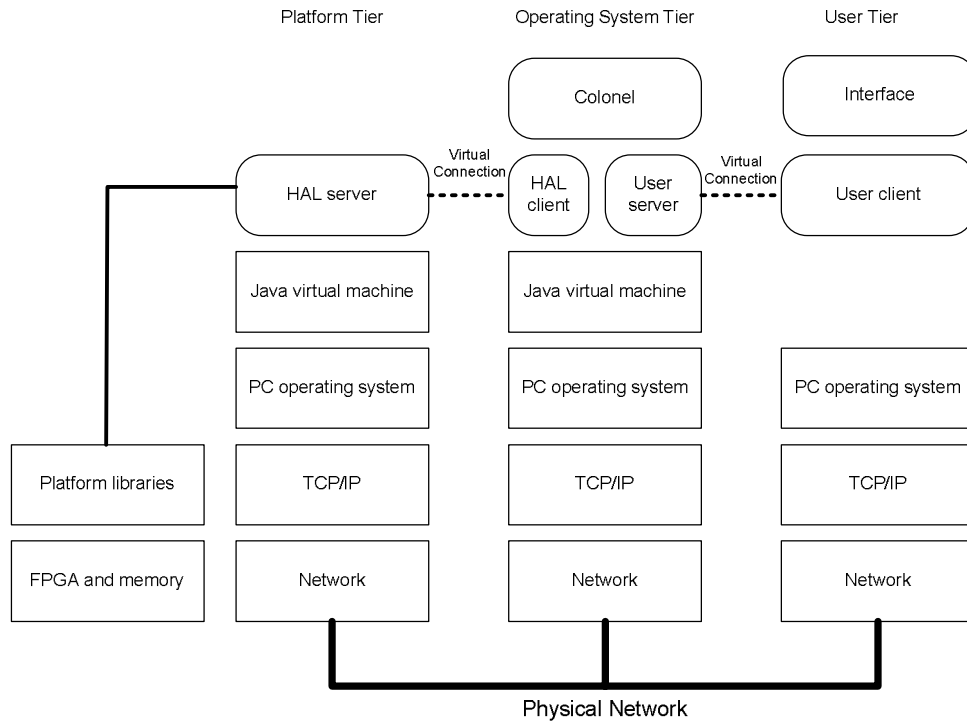 Platform Tier
Operating System Tier
User Tier
Colonel
Interface
Virtual
Connection
Virtual
Connection
HAL server
HAL
client
User
server
User client
Java virtual machine
Java virtual machine
PC operating system
PC operating system
PC operating system
Platform libraries
TCP/IP
TCP/IP
TCP/IP
FPGA and memory
Network
Network
Network
Physical Network